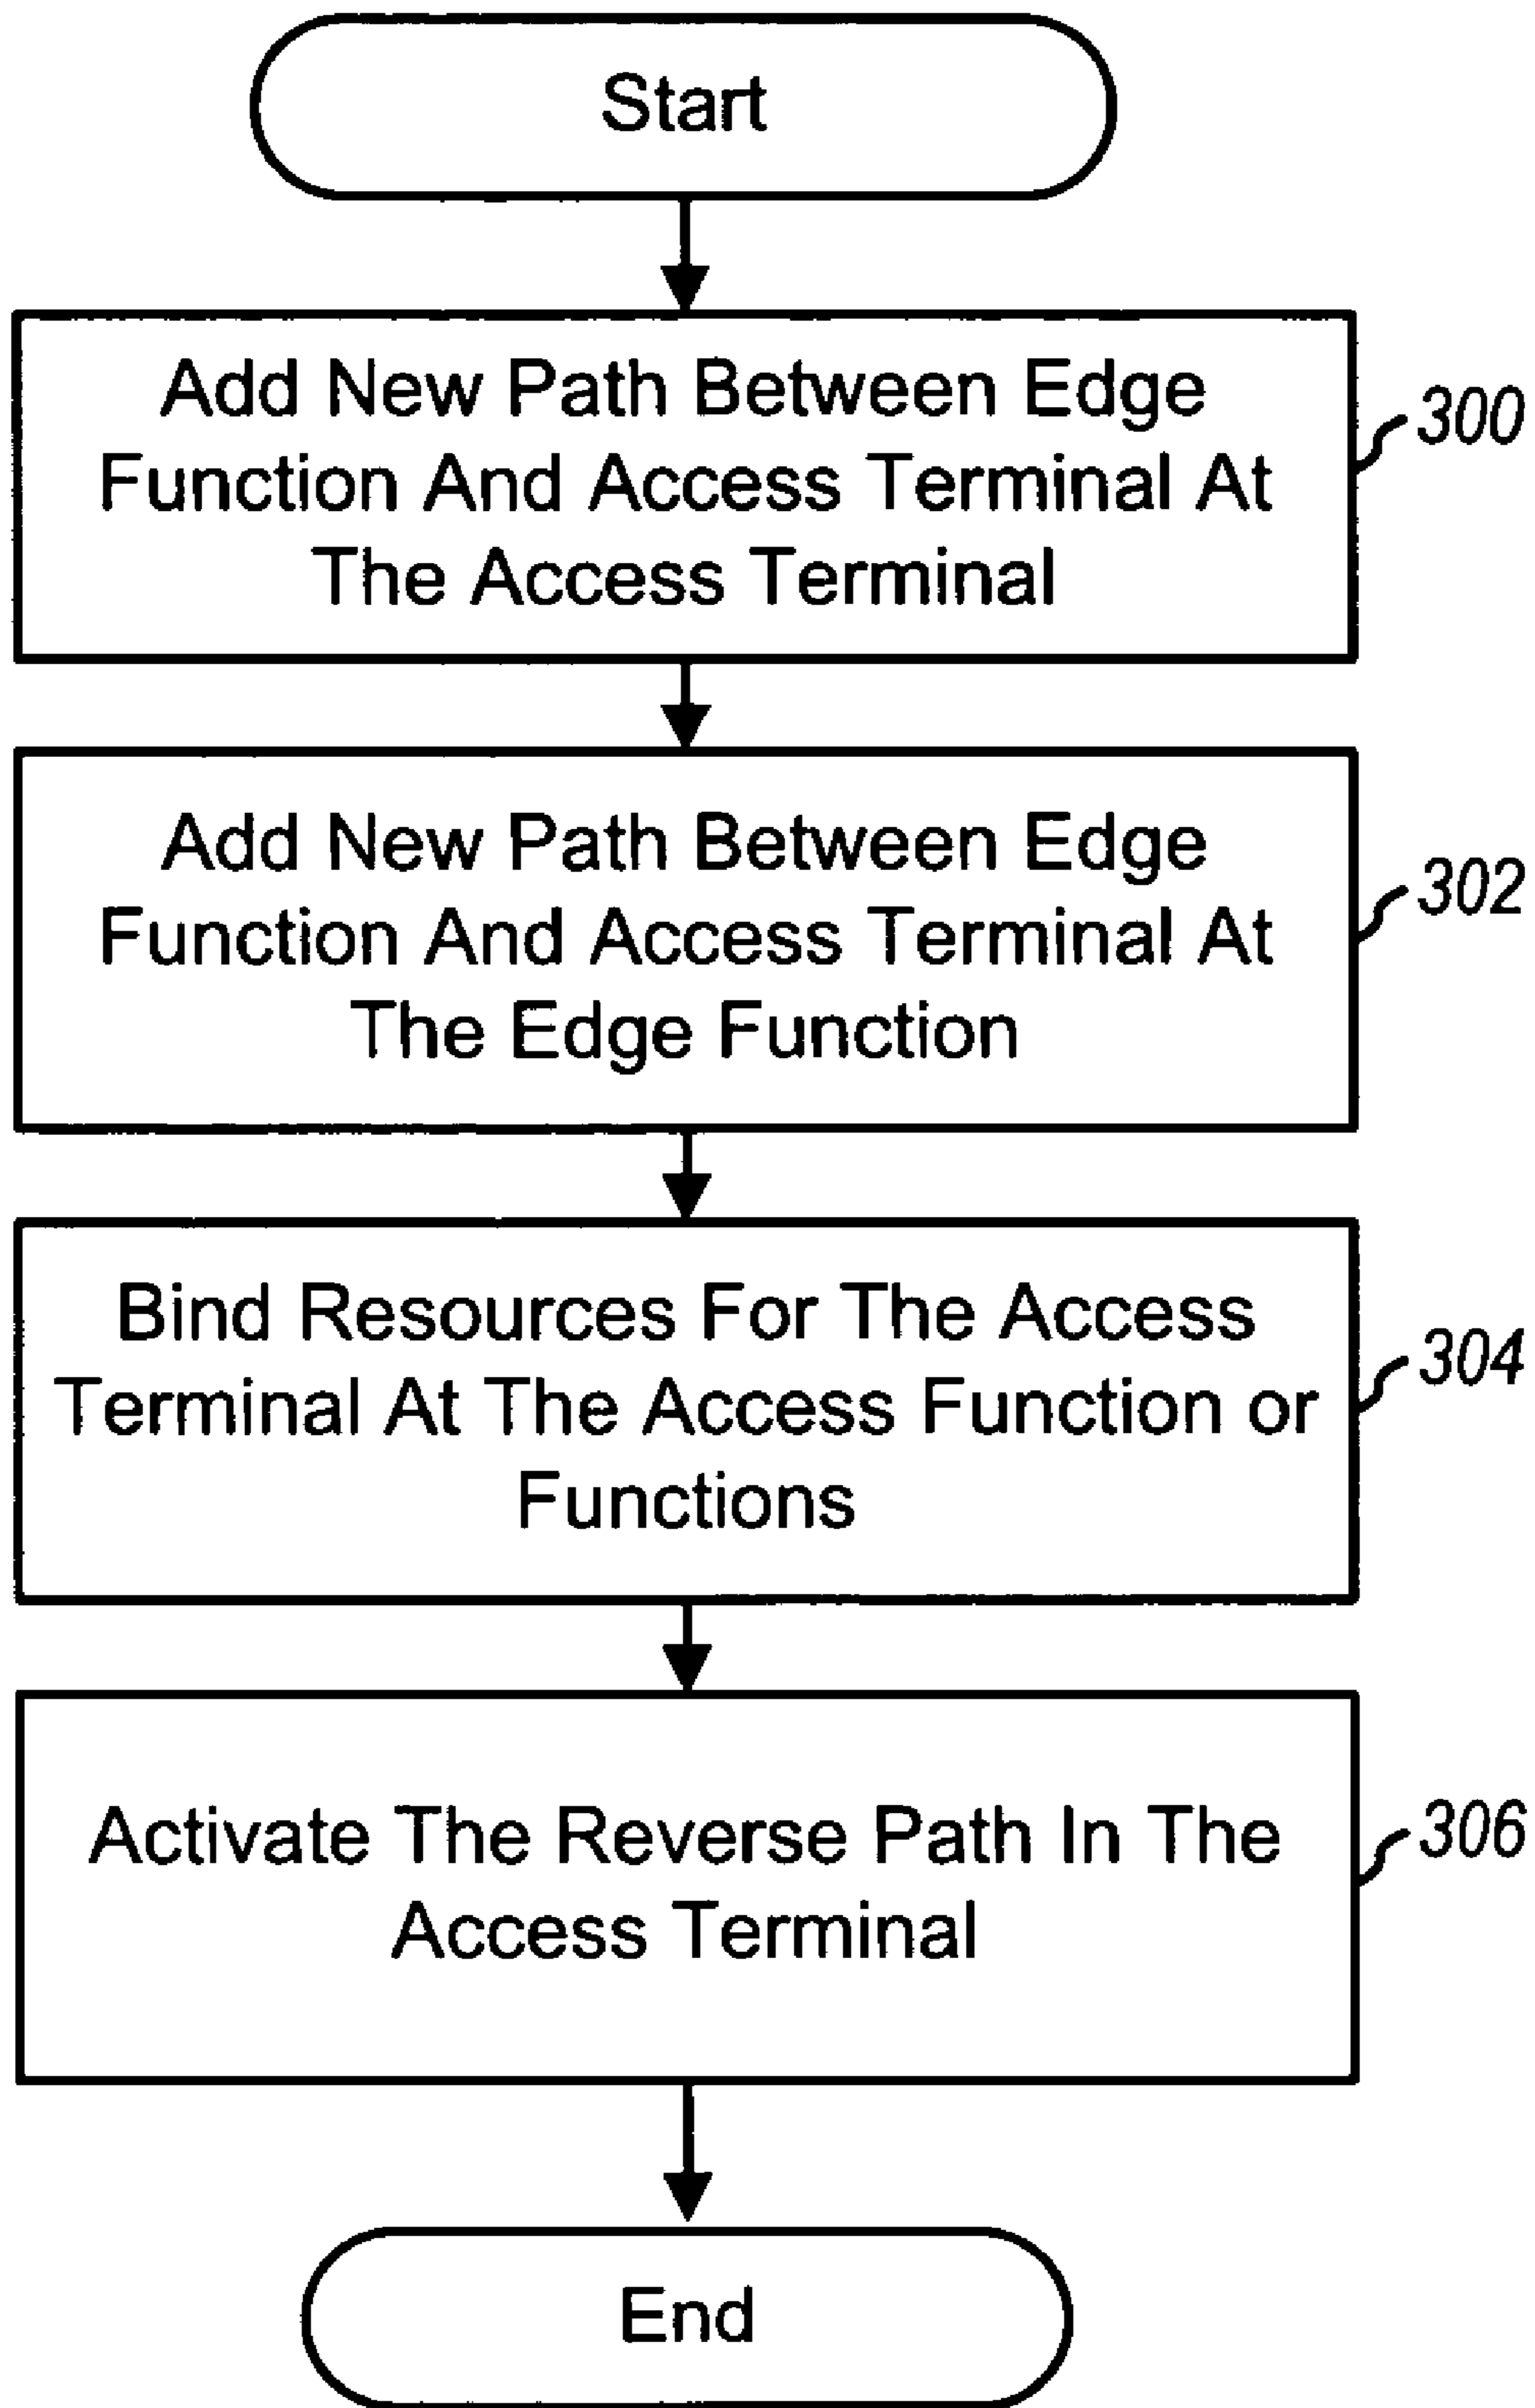 Start
Add New Path Between Edge
Function And Access Terminal At
The Access Terminal
300
Add New Path Between Edge
Function And Access Terminal At
The Edge Function
302
Bind Resources For The Access
Terminal At The Access Function or
Functions
304
Activate The Reverse Path In The
Access Terminal
306
End